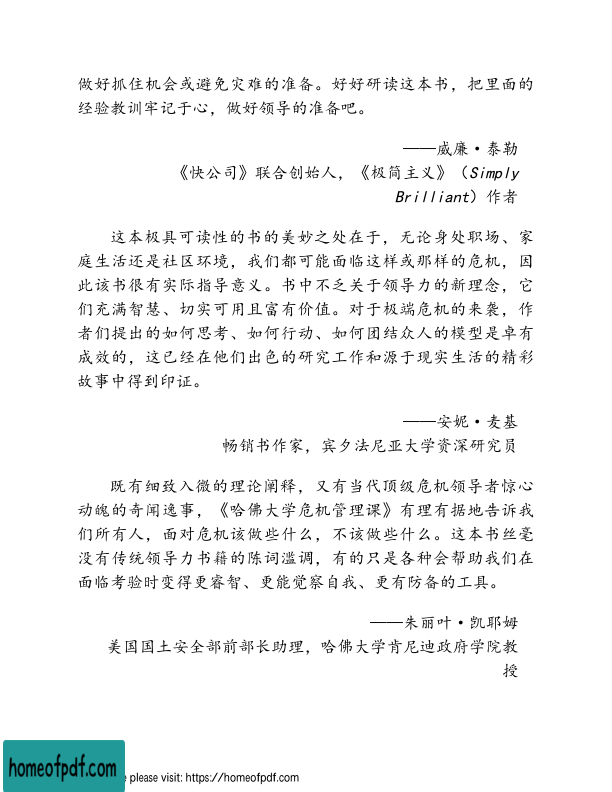 做好抓住机会或避免灾难的准备。好好研读这本书，把里面的
经验教训牢记于心，做好领导的准备吧。
——威廉·泰勒
《快公司》联合创始人，《极简主义》（Simply
Brilliant）作者
这本极具可读性的书的美妙之处在于，无论身处职场、家
庭生活还是社区环境，我们都可能面临这样或那样的危机，因
此该书很有实际指导意义。书中不乏关于领导力的新理念，它
们充满智慧、切实可用且富有价值。对于极端危机的来袭，作
者们提出的如何思考、如何行动、如何团结众人的模型是卓有
成效的，这已经在他们出色的研究工作和源于现实生活的精彩
故事中得到印证。
——安妮·麦基
畅销书作家，宾夕法尼亚大学资深研究员
既有细致入微的理论阐释，又有当代顶级危机领导者惊心
动魄的奇闻逸事，《哈佛大学危机管理课》有理有据地告诉我
们所有人，面对危机该做些什么，不该做些什么。这本书丝毫
没有传统领导力书籍的陈词滥调，有的只是各种会帮助我们在
面临考验时变得更睿智、更能觉察自我、更有防备的工具。
——朱丽叶·凯耶姆
美国国土安全部前部长助理，哈佛大学肯尼迪政府学院教
授
homeofpdf.com
e please visit: https://homeofpdf.com